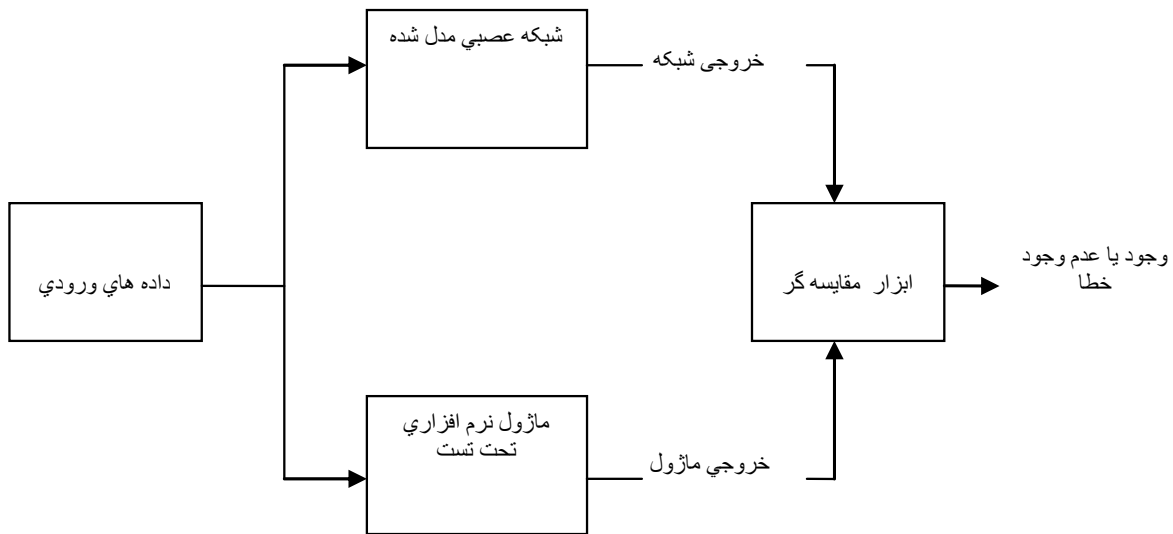 شبكه عصبي مدل شده
خروجی شبکه
داده هاي ورودي
ابزار مقايسه گر
وجود يا عدم وجود
خطا
ماژول نرم افزاري
تحت تست
خروجي ماژول